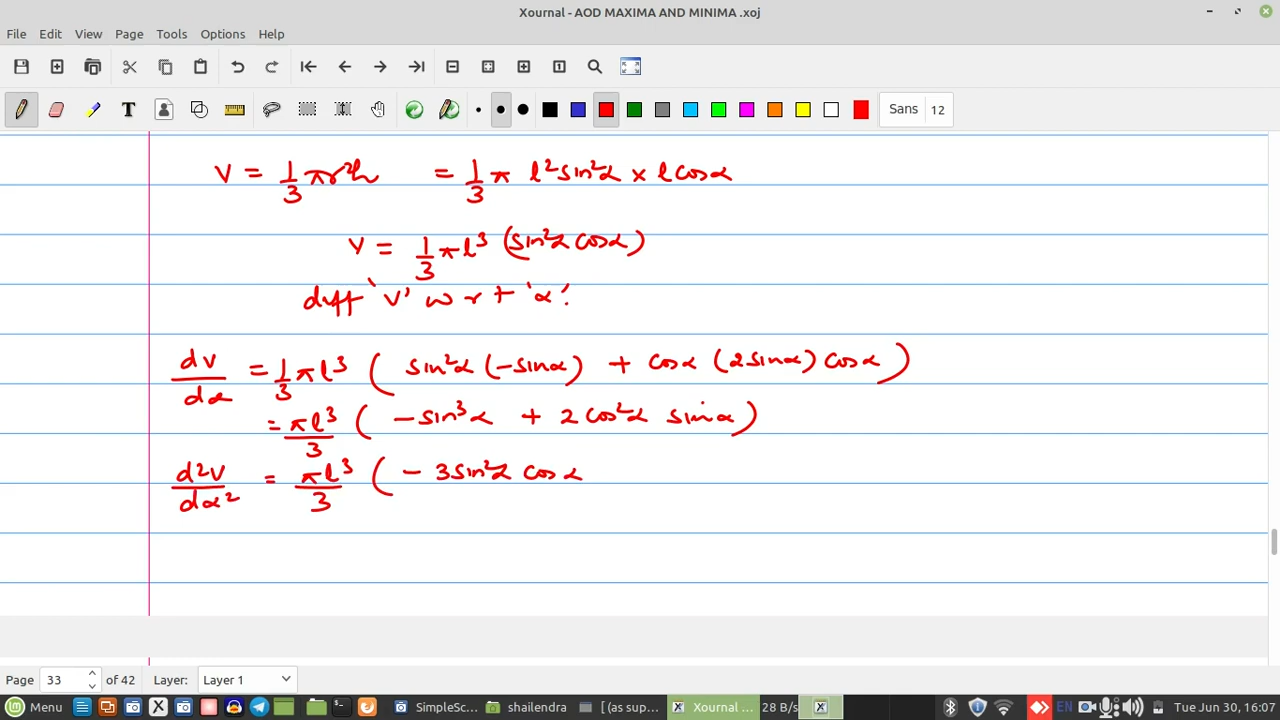 Xournal - AOD MAXIMA AND MINIMA .xoj
File Edit View Page Tools Options Help
Sans 12
V = 1/3 πr²h = 1/3 π l² sin²α × l cosα
V = 1/3 πl³ (sin²α cosα)
diff 'V' w r t 'α'
dV/dα = 1/3 πl³ ( sin²α (-sinα) + cosα (2sinα) cosα )
= πl³/3 ( -sin³α + 2cos²α sinα )
d²V/dα² = πl³/3 ( - 3sin²α cosα
Page 33 of 42 Layer: Layer 1
Menu SimpleSc... shailendra [ (as sup... Xournal ... 28 B/s EN Tue Jun 30, 16:07